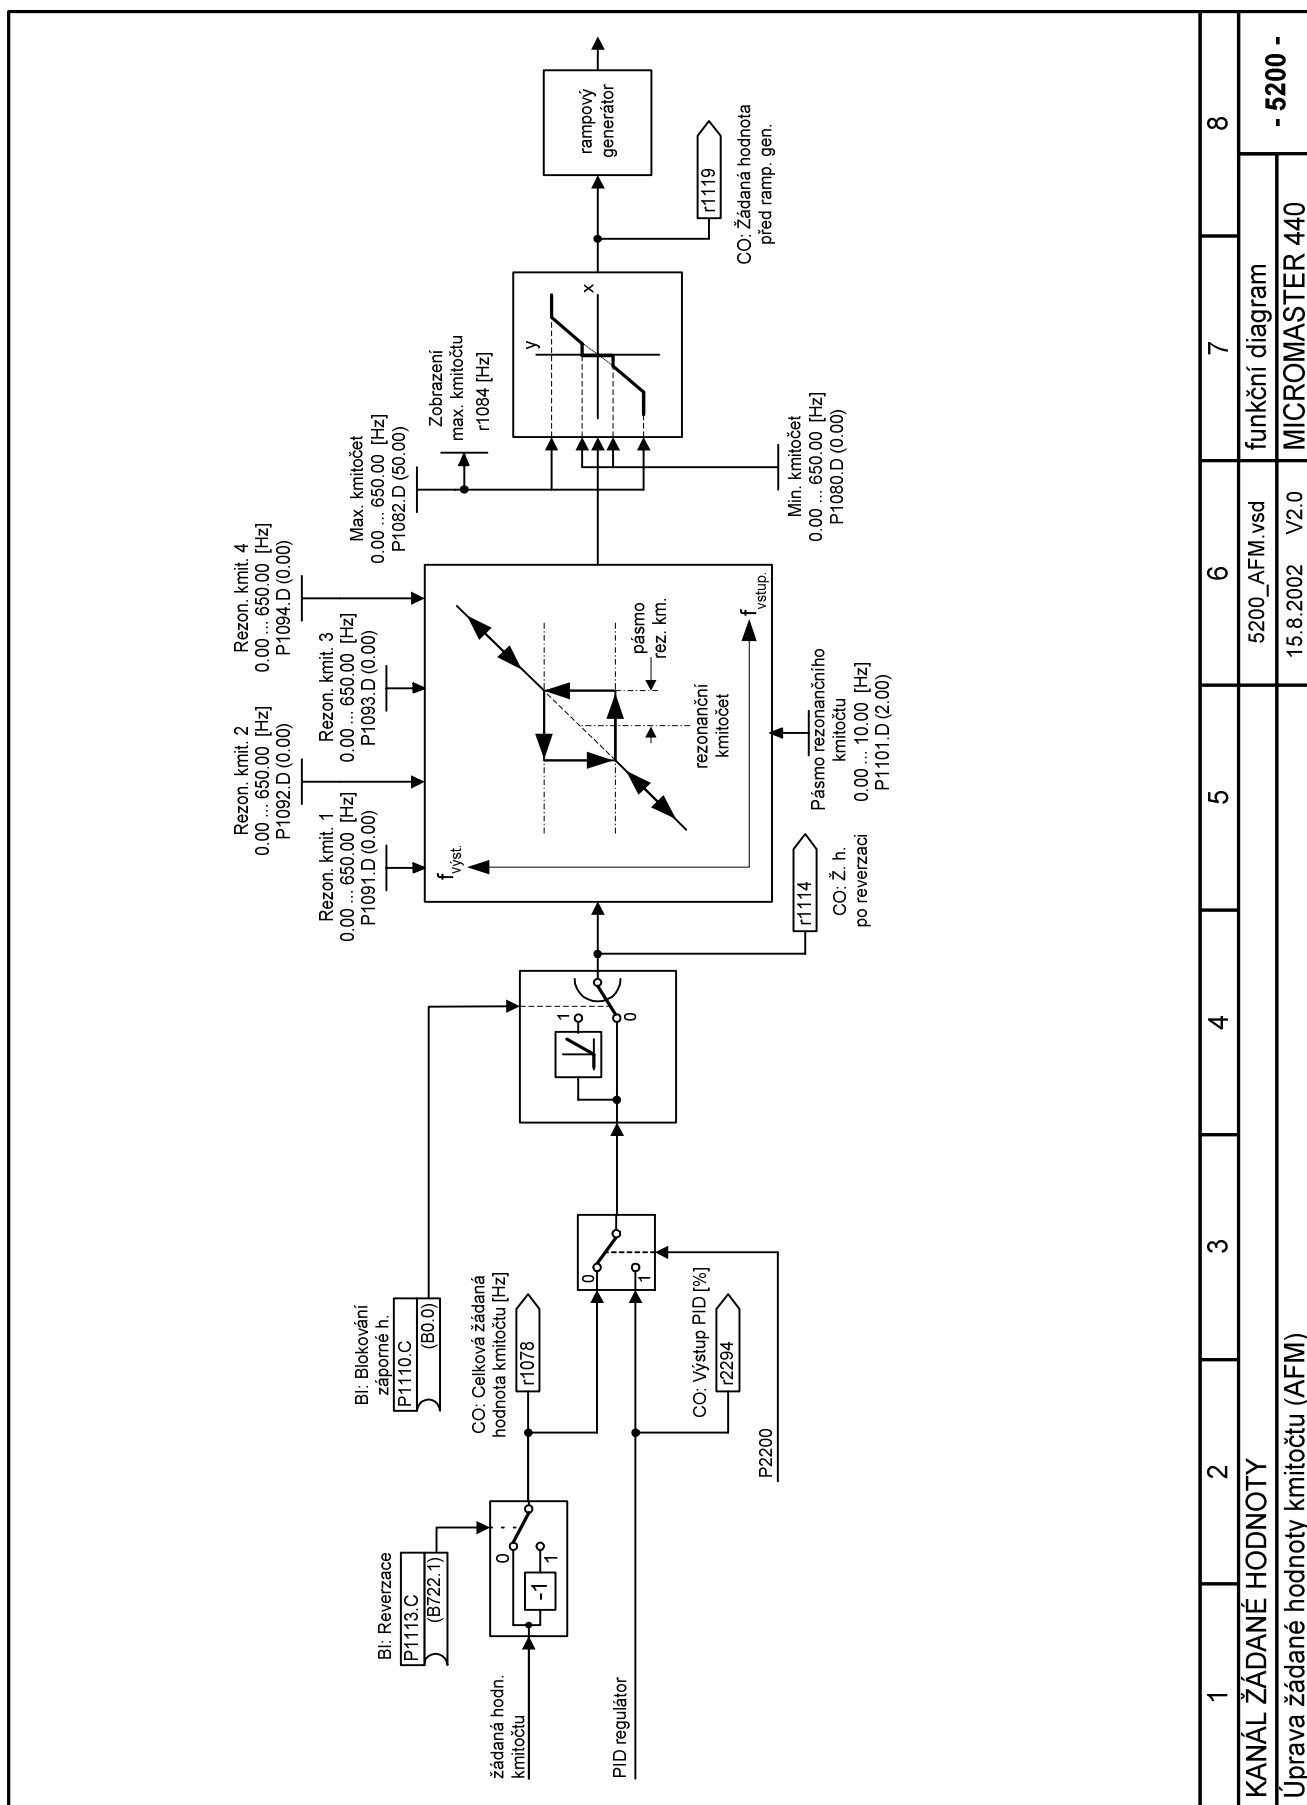 žádaná hodn.
kmitočtu
PID regulátor
BI: Reverzace
P1113.C
(B722.1)
0
1
-1
BI: Blokování
záporné h.
P1110.C
(B0.0)
CO: Celková žádaná
hodnota kmitočtu [Hz]
r1078
CO: Výstup PID [%]
r2294
P2200
0
1
1
0
r1114
CO: Ž. h.
po reverzaci
Rezon. kmit. 1
0.00 ... 650.00 [Hz]
P1091.D (0.00)
Rezon. kmit. 2
0.00 ... 650.00 [Hz]
P1092.D (0.00)
Rezon. kmit. 3
0.00 ... 650.00 [Hz]
P1093.D (0.00)
Rezon. kmit. 4
0.00 ... 650.00 [Hz]
P1094.D (0.00)
fvýst.
fvstup.
pásmo
rez. km.
rezonanční
kmitočet
Pásmo rezonančního
kmitočtu
0.00 ... 10.00 [Hz]
P1101.D (2.00)
Max. kmitočet
0.00 ... 650.00 [Hz]
P1082.D (50.00)
Zobrazení
max. kmitočtu
r1084 [Hz]
Min. kmitočet
0.00 ... 650.00 [Hz]
P1080.D (0.00)
y
x
r1119
CO: Žádaná hodnota
před ramp. gen.
rampový
generátor
1
2
3
4
5
6
7
8
KANÁL ŽÁDANÉ HODNOTY
5200_AFM.vsd
funkční diagram
- 5200 -
Úprava žádané hodnoty kmitočtu (AFM)
15.8.2002 V2.0
MICROMASTER 440